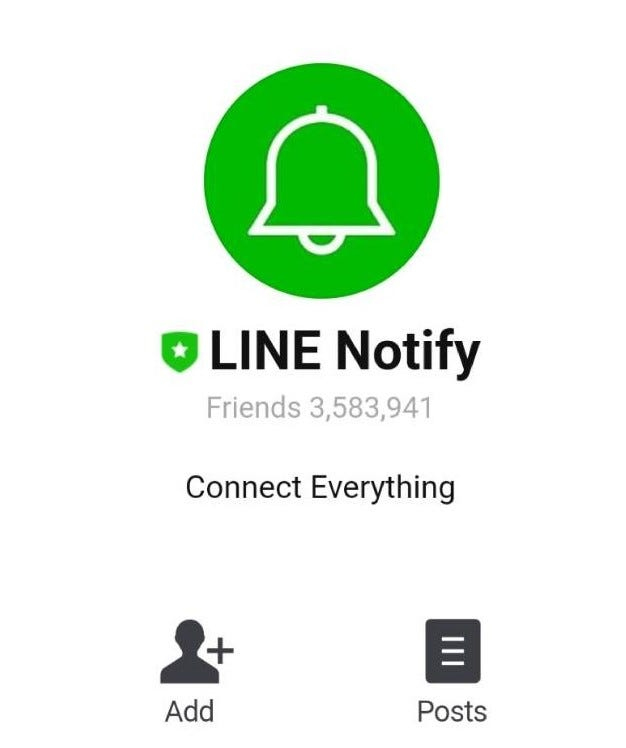 LINE Notify
Friends 3,583,941
Connect Everything
Add Posts